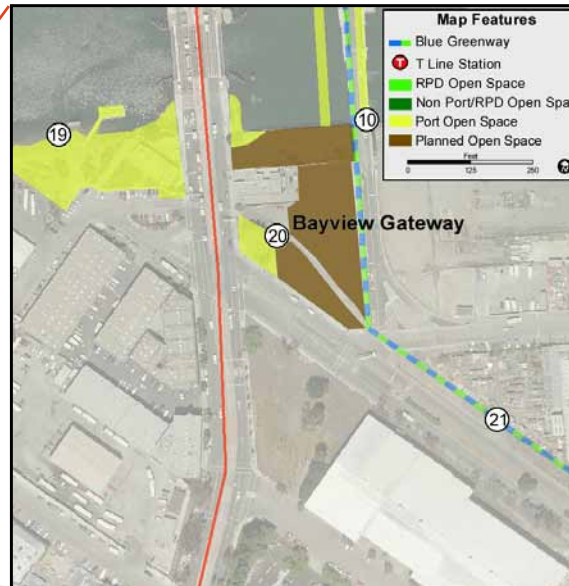 Map Features
Blue Greenway
T
T Line Station
RPD Open Space
Non Port/RPD Open Spa
Port Open Space
Planned Open Space
Feet
0 125 250
10
19
20
Bayview Gateway
21